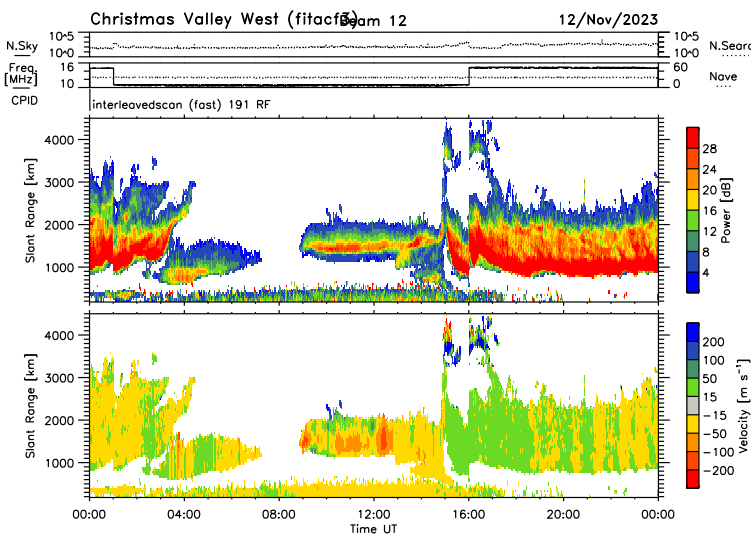 Christmas Valley West (fitacf3) Beam 12 12/Nov/2023
N.Sky 10^5 10^5 N.Searc
10^0 10^0
Freq. 16 60
[MHz] 10 0 Nave
CPID interleavedscan (fast) 191 RF
Slant Range [km]
4000
3000
2000
1000
28
24
20
16
12
8
4
Power [dB]
Slant Range [km]
4000
3000
2000
1000
200
100
50
15
-15
-50
-100
-200
Velocity [m s⁻¹]
00:00 04:00 08:00 12:00 16:00 20:00 00:00
Time UT